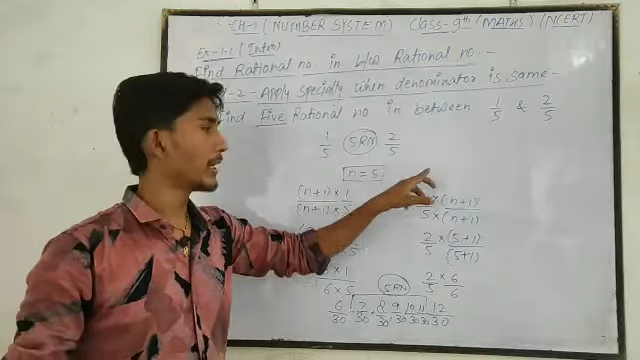 CH-1 (NUMBER SYSTEM) Class-9th (MATHS) (NCERT)
Ex-1.1 (Intro)
Find Rational no. in b/w Rational no. -
-2- Apply specially when denominator is same-
ind Five Rational no in between 1/5 & 2/5
1/5 5RN 2/5
n = 5
(n+1) × 1 / (n+1) × 5
× (n+1) / 5 × (n+1)
2/5 × (5+1)/(5+1)
× 1 / 6 × 5
5RN
2/5 × 6/6
6/30 7/30 8/30 9/30 10/30 11/30 12/30